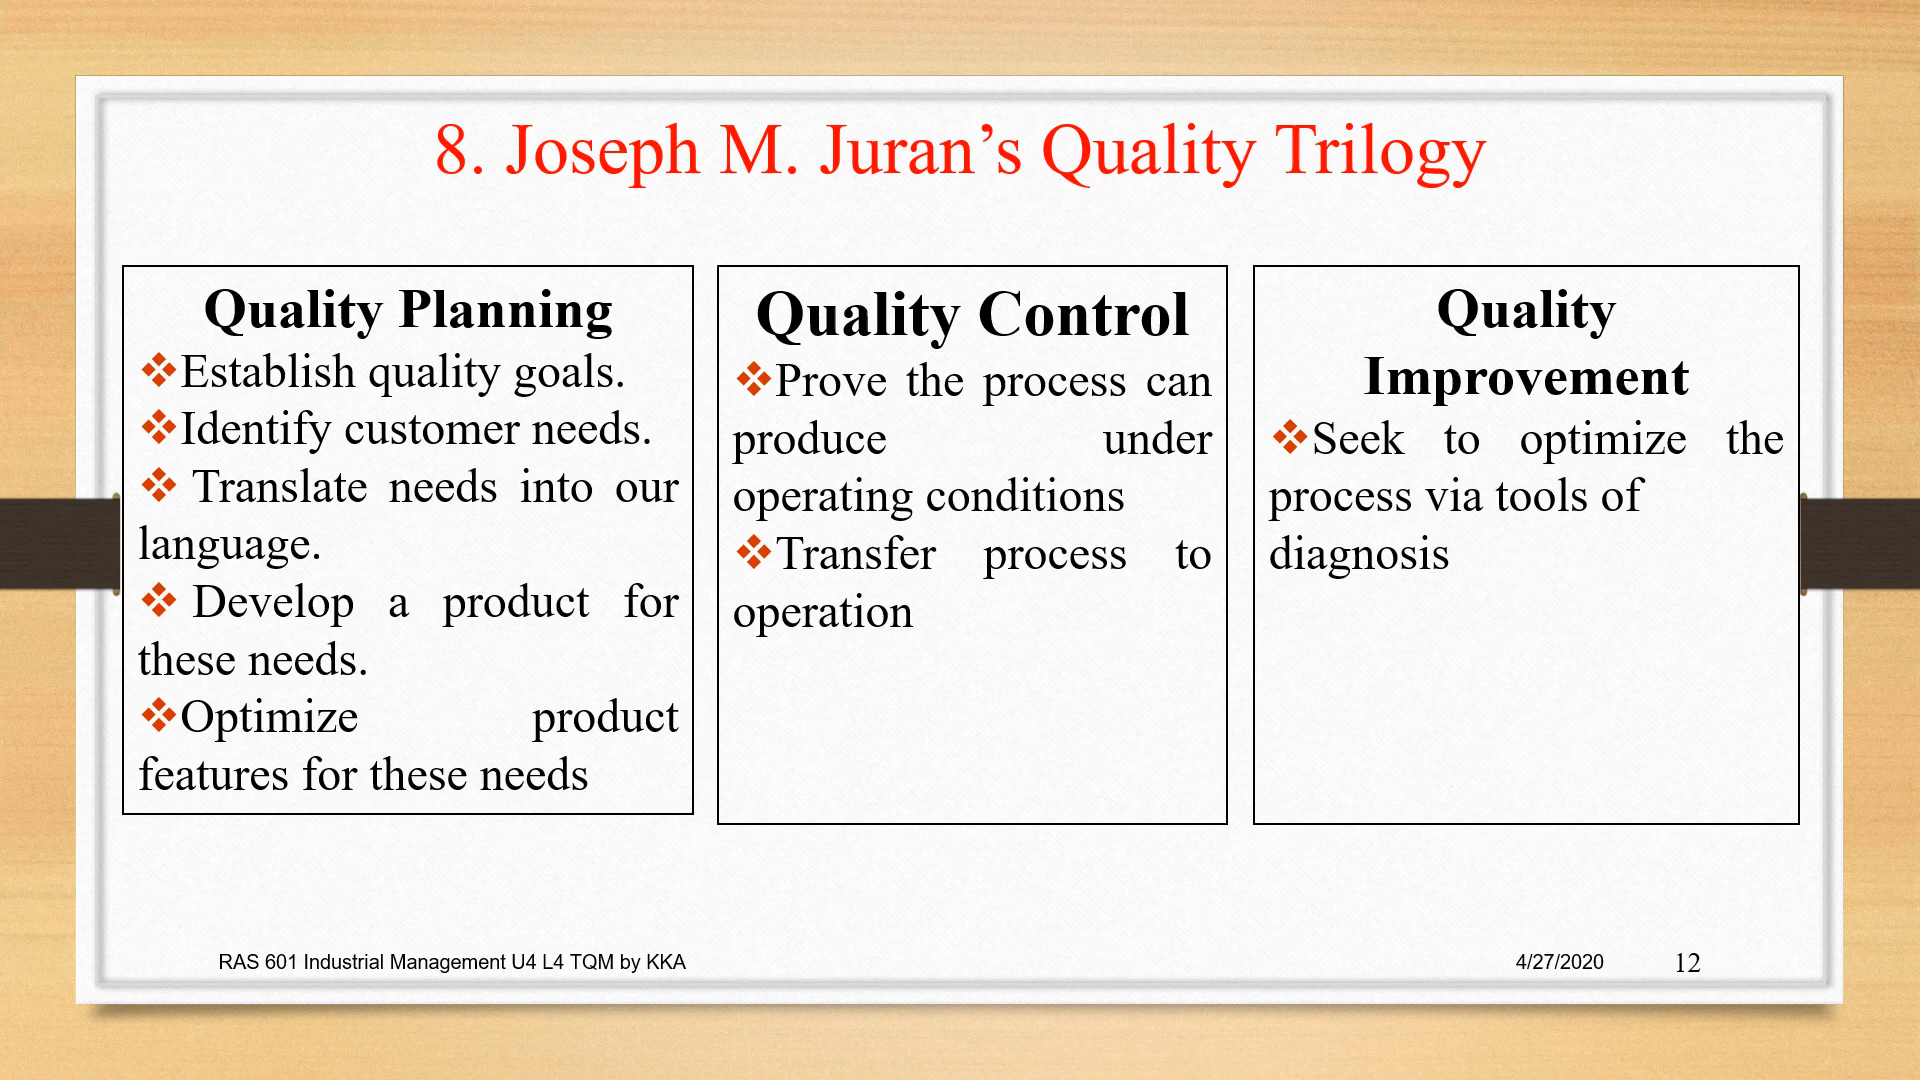 8. Joseph M. Juran’s Quality Trilogy
Quality Planning
❖Establish quality goals.
❖Identify customer needs.
❖ Translate needs into our
language.
❖ Develop a product for
these needs.
❖Optimize product
features for these needs
Quality Control
❖Prove the process can
produce under
operating conditions
❖Transfer process to
operation
Quality
Improvement
❖Seek to optimize the
process via tools of
diagnosis
RAS 601 Industrial Management U4 L4 TQM by KKA
4/27/2020
12